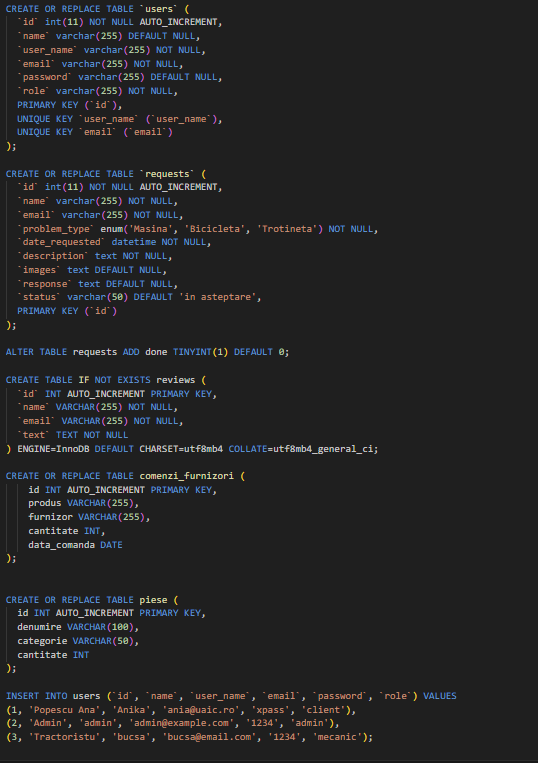 CREATE OR REPLACE TABLE `users` (
`id` int(11) NOT NULL AUTO_INCREMENT,
`name` varchar(255) DEFAULT NULL,
`user_name` varchar(255) NOT NULL,
`email` varchar(255) NOT NULL,
`password` varchar(255) DEFAULT NULL,
`role` varchar(255) NOT NULL,
PRIMARY KEY (`id`),
UNIQUE KEY `user_name` (`user_name`),
UNIQUE KEY `email` (`email`)
);
CREATE OR REPLACE TABLE `requests` (
`id` int(11) NOT NULL AUTO_INCREMENT,
`name` varchar(255) NOT NULL,
`email` varchar(255) NOT NULL,
`problem_type` enum('Masina', 'Bicicleta', 'Trotineta') NOT NULL,
`date_requested` datetime NOT NULL,
`description` text NOT NULL,
`images` text DEFAULT NULL,
`response` text DEFAULT NULL,
`status` varchar(50) DEFAULT 'in asteptare',
PRIMARY KEY (`id`)
);
ALTER TABLE requests ADD done TINYINT(1) DEFAULT 0;
CREATE TABLE IF NOT EXISTS reviews (
`id` INT AUTO_INCREMENT PRIMARY KEY,
`name` VARCHAR(255) NOT NULL,
`email` VARCHAR(255) NOT NULL,
`text` TEXT NOT NULL
) ENGINE=InnoDB DEFAULT CHARSET=utf8mb4 COLLATE=utf8mb4_general_ci;
CREATE OR REPLACE TABLE comenzi_furnizori (
id INT AUTO_INCREMENT PRIMARY KEY,
produs VARCHAR(255),
furnizor VARCHAR(255),
cantitate INT,
data_comanda DATE
);
CREATE OR REPLACE TABLE piese (
id INT AUTO_INCREMENT PRIMARY KEY,
denumire VARCHAR(100),
categorie VARCHAR(50),
cantitate INT
);
INSERT INTO users (`id`, `name`, `user_name`, `email`, `password`, `role`) VALUES
(1, 'Popescu Ana', 'Anika', 'ania@uaic.ro', 'xpass', 'client'),
(2, 'Admin', 'admin', 'admin@example.com', '1234', 'admin'),
(3, 'Tractoristu', 'bucsa', 'bucsa@email.com', '1234', 'mecanic');